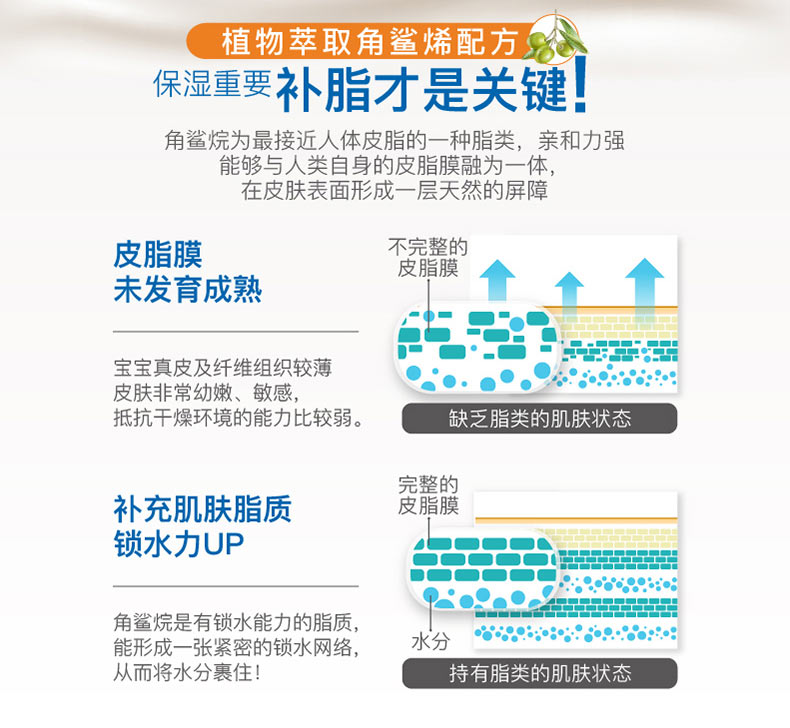 植物萃取角鲨烯配方
保湿重要 补脂才是关键!
角鲨烷为最接近人体皮脂的一种脂类，亲和力强
能够与人类自身的皮脂膜融为一体，
在皮肤表面形成一层天然的屏障
皮脂膜
未发育成熟
宝宝真皮及纤维组织较薄
皮肤非常幼嫩、敏感，
抵抗干燥环境的能力比较弱。
不完整的
皮脂膜
缺乏脂类的肌肤状态
补充肌肤脂质
锁水力UP
角鲨烷是有锁水能力的脂质，
能形成一张紧密的锁水网络，
从而将水分裹住!
完整的
皮脂膜
水分
持有脂类的肌肤状态